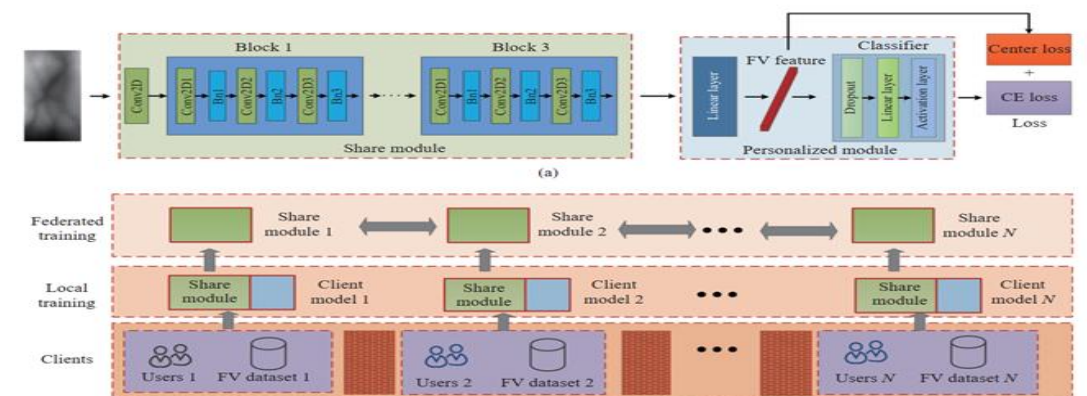 Block 1
Block 3
Conv2D
Conv2D1
Bn1
Conv2D2
Bn2
Conv2D3
Bn3
Conv2D1
Bn1
Conv2D2
Bn2
Conv2D3
Bn3
Share module
Linear layer
FV feature
Classifier
Dropout
Linear layer
Activation layer
Personalized module
Center loss
+
CE loss
Loss
(a)
Federated
training
Share
module 1
Share
module 2
Share
module N
Local
training
Share
module
Client
model 1
Share
module
Client
model 2
Share
module
Client
model N
Clients
Users 1
FV dataset 1
Users 2
FV dataset 2
Users N
FV dataset N